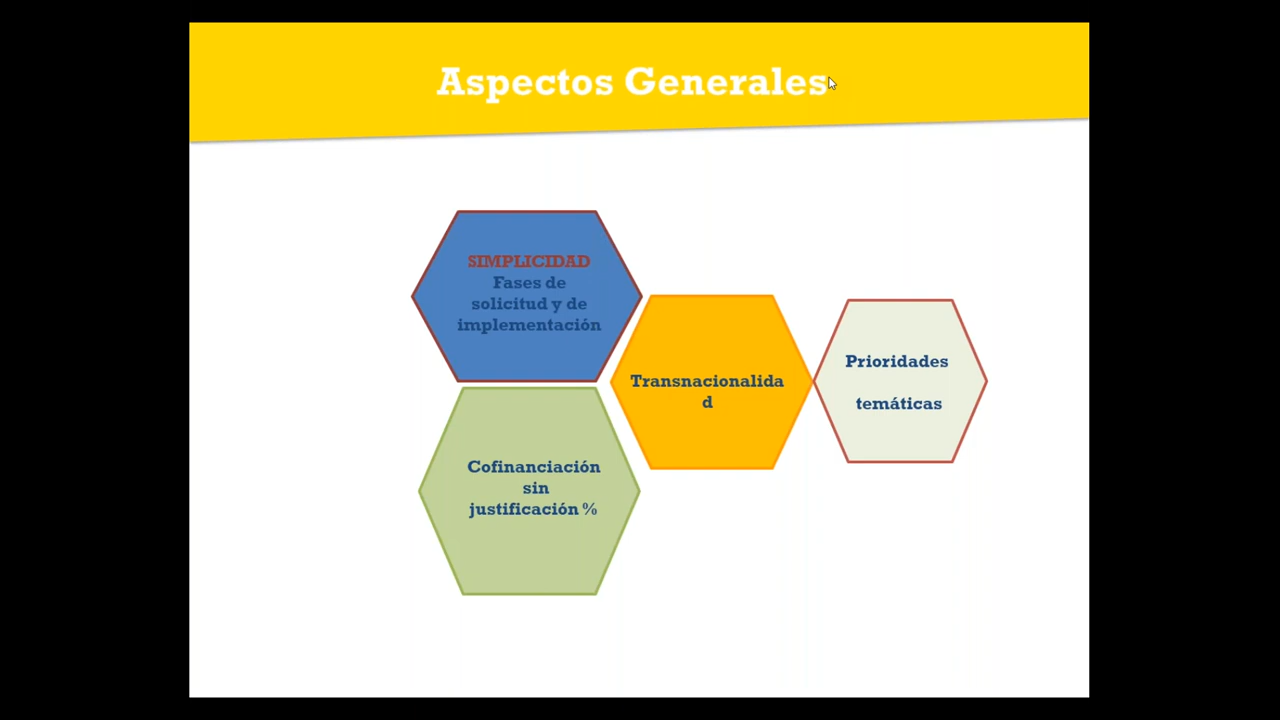 Aspectos Generales
SIMPLICIDAD
Fases de
solicitud y de
implementación
Transnacionalida
d
Prioridades
temáticas
Cofinanciación
sin
justificación %